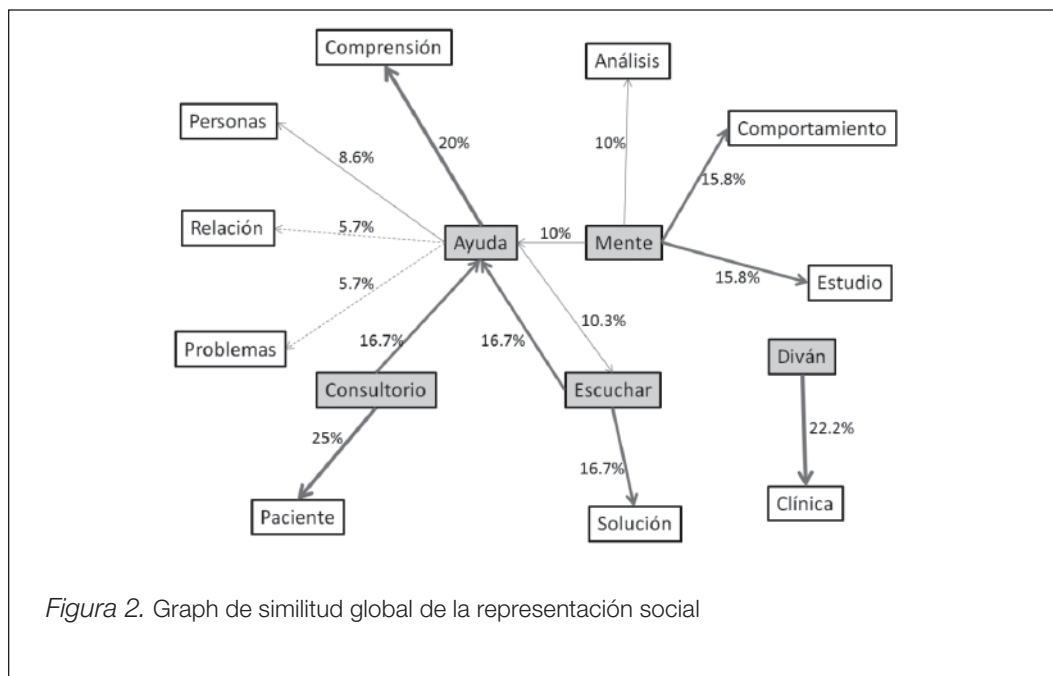 Comprensión
Análisis
Personas
Comportamiento
20%
10%
8.6%
15.8%
Relación
5.7%
Ayuda
10%
Mente
15.8%
Estudio
5.7%
10.3%
Problemas
16.7%
16.7%
Diván
Consultorio
Escuchar
25%
22.2%
16.7%
Paciente
Solución
Clínica
Figura 2. Graph de similitud global de la representación social